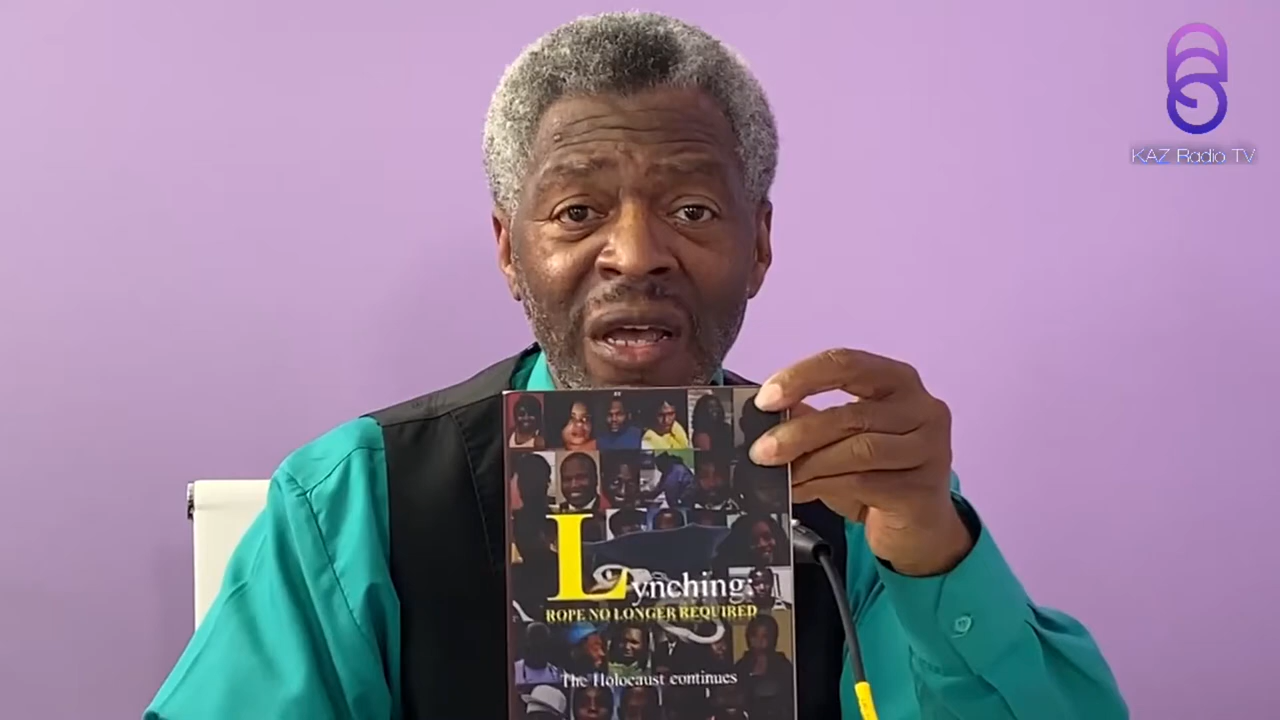 KAZ Radio TV
Lynching:
ROPE NO LONGER REQUIRED
The Holocaust continues